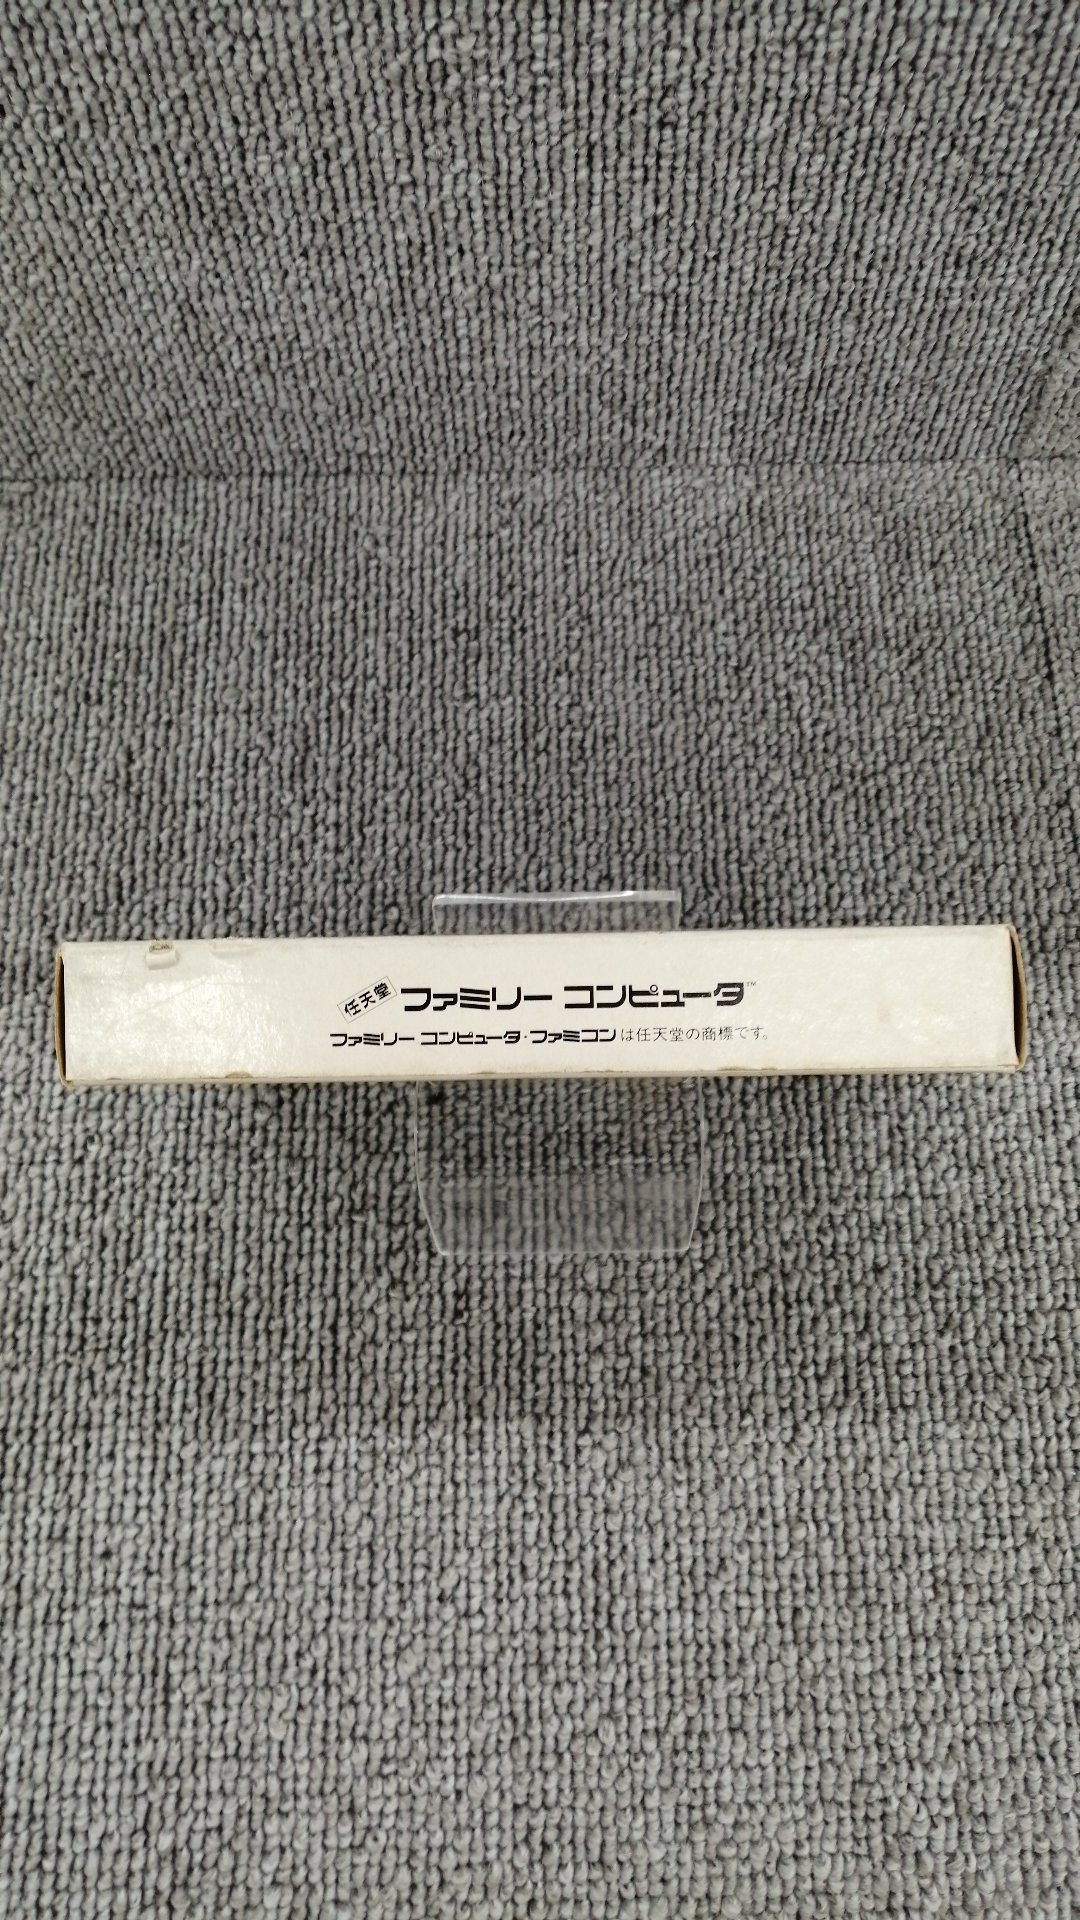 任天堂 ファミリー コンピュータ™
ファミリー コンピュータ・ファミコンは任天堂の商標です。